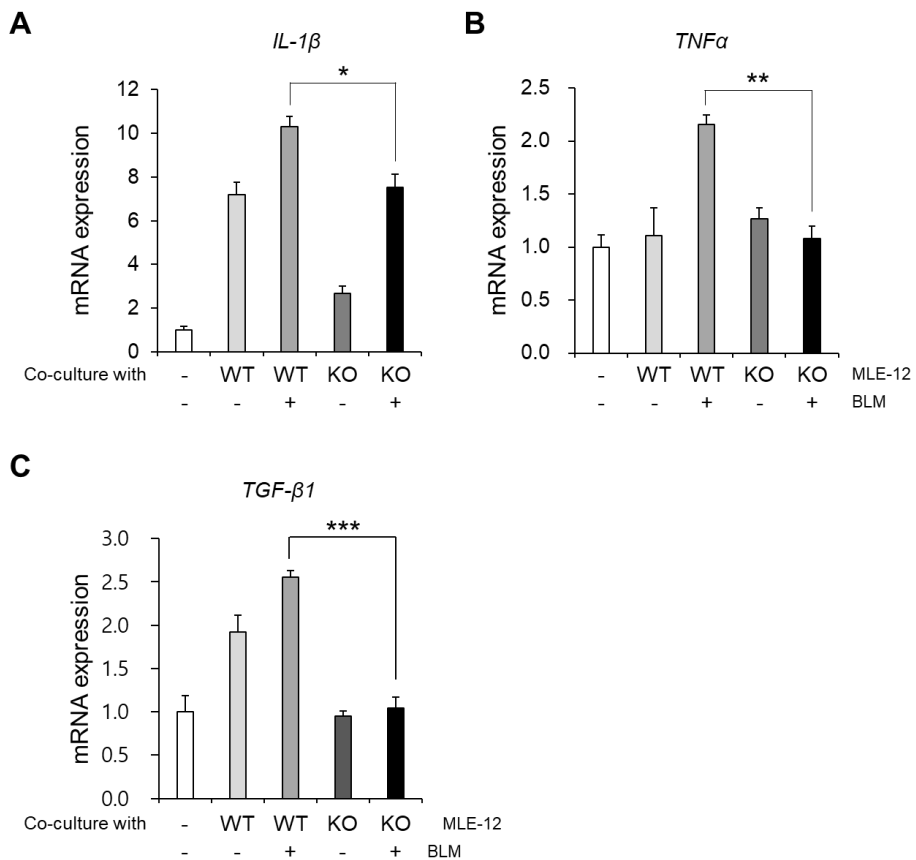 A
IL-1β
*
mRNA expression
12
10
8
6
4
2
0
Co-culture with - WT WT KO KO
- - + - +
B
TNFα
**
mRNA expression
2.5
2.0
1.5
1.0
0.5
0.0
- WT WT KO KO MLE-12
- - + - + BLM
C
TGF-β1
***
mRNA expression
3.0
2.5
2.0
1.5
1.0
0.5
0.0
Co-culture with - WT WT KO KO MLE-12
- - + - + BLM